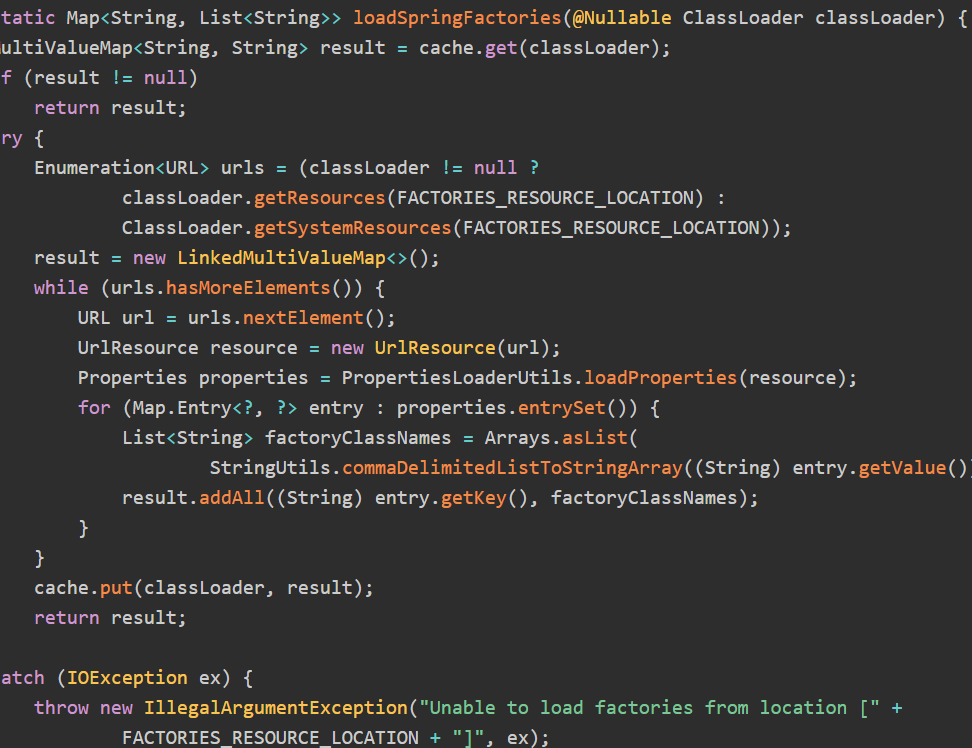 tatic Map<String, List<String>> loadSpringFactories(@Nullable ClassLoader classLoader) {
ultiValueMap<String, String> result = cache.get(classLoader);
f (result != null)
return result;
ry {
Enumeration<URL> urls = (classLoader != null ?
classLoader.getResources(FACTORIES_RESOURCE_LOCATION) :
ClassLoader.getSystemResources(FACTORIES_RESOURCE_LOCATION));
result = new LinkedMultiValueMap<>();
while (urls.hasMoreElements()) {
URL url = urls.nextElement();
UrlResource resource = new UrlResource(url);
Properties properties = PropertiesLoaderUtils.loadProperties(resource);
for (Map.Entry<?, ?> entry : properties.entrySet()) {
List<String> factoryClassNames = Arrays.asList(
StringUtils.commaDelimitedListToStringArray((String) entry.getValue())
result.addAll((String) entry.getKey(), factoryClassNames);
}
}
cache.put(classLoader, result);
return result;
atch (IOException ex) {
throw new IllegalArgumentException("Unable to load factories from location [" +
FACTORIES_RESOURCE_LOCATION + "]", ex);